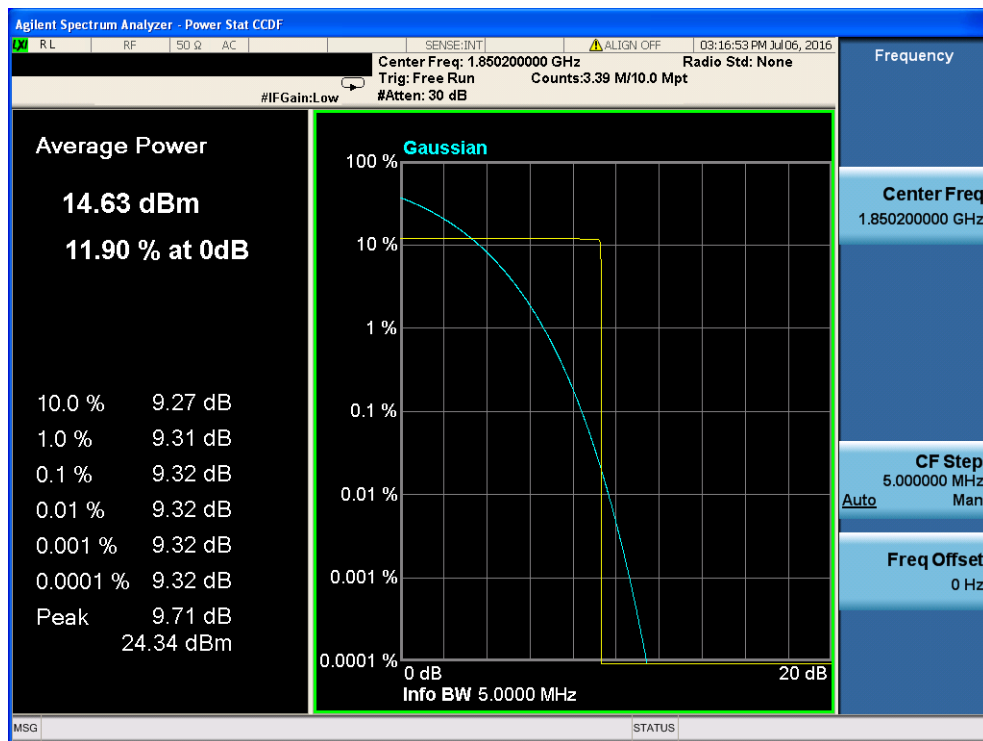 Agilent Spectrum Analyzer - Power Stat CCDF
LXI RL RF 50 Ω AC SENSE:INT ALIGN OFF 03:16:53 PM Jul 06, 2016
Center Freq: 1.850200000 GHz Radio Std: None
Trig: Free Run Counts:3.39 M/10.0 Mpt
#IFGain:Low #Atten: 30 dB
Average Power
14.63 dBm
11.90 % at 0dB
10.0 % 9.27 dB
1.0 % 9.31 dB
0.1 % 9.32 dB
0.01 % 9.32 dB
0.001 % 9.32 dB
0.0001 % 9.32 dB
Peak 9.71 dB
24.34 dBm
Gaussian
100 %
10 %
1 %
0.1 %
0.01 %
0.001 %
0.0001 %
0 dB 20 dB
Info BW 5.0000 MHz
Frequency
Center Freq
1.850200000 GHz
CF Step
5.000000 MHz
Auto Man
Freq Offset
0 Hz
MSG STATUS